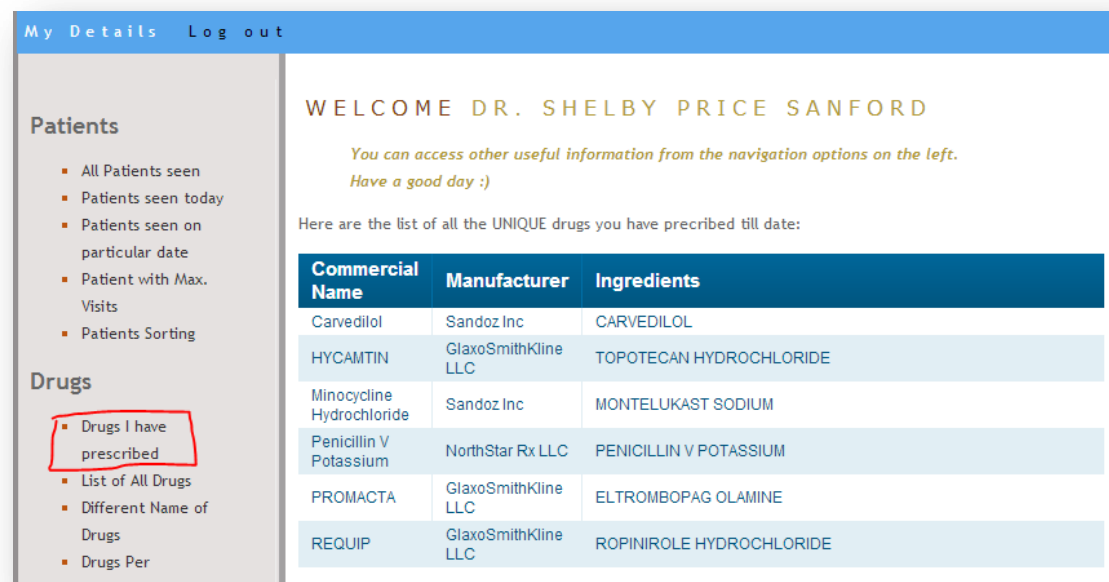 My Details Log out
Patients
All Patients seen
Patients seen today
Patients seen on
particular date
Patient with Max.
Visits
Patients Sorting
Drugs
Drugs I have
prescribed
List of All Drugs
Different Name of
Drugs
Drugs Per
WELCOME DR. SHELBY PRICE SANFORD
You can access other useful information from the navigation options on the left.
Have a good day :)
Here are the list of all the UNIQUE drugs you have precribed till date:
Commercial
Name
Manufacturer
Ingredients
Carvedilol
Sandoz Inc
CARVEDILOL
HYCAMTIN
GlaxoSmithKline
LLC
TOPOTECAN HYDROCHLORIDE
Minocycline
Hydrochloride
Sandoz Inc
MONTELUKAST SODIUM
Penicillin V
Potassium
NorthStar Rx LLC
PENICILLIN V POTASSIUM
PROMACTA
GlaxoSmithKline
LLC
ELTROMBOPAG OLAMINE
REQUIP
GlaxoSmithKline
LLC
ROPINIROLE HYDROCHLORIDE